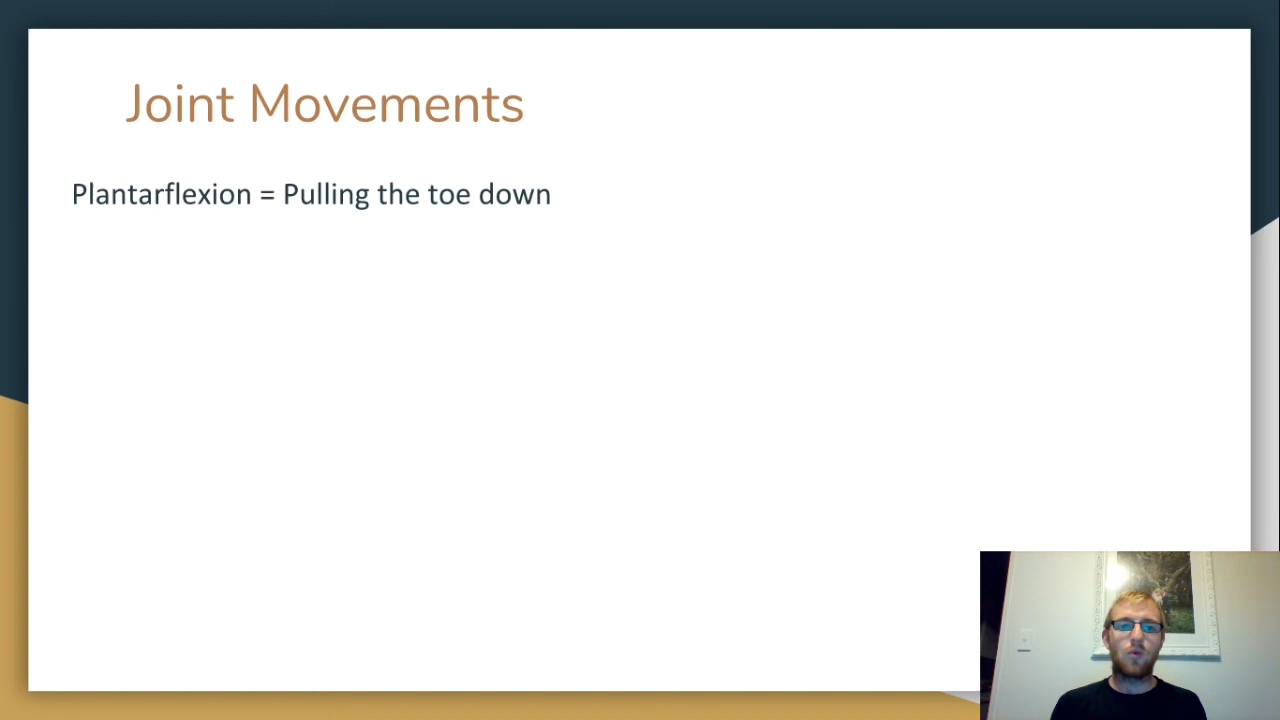 Joint Movements
Plantarflexion = Pulling the toe down